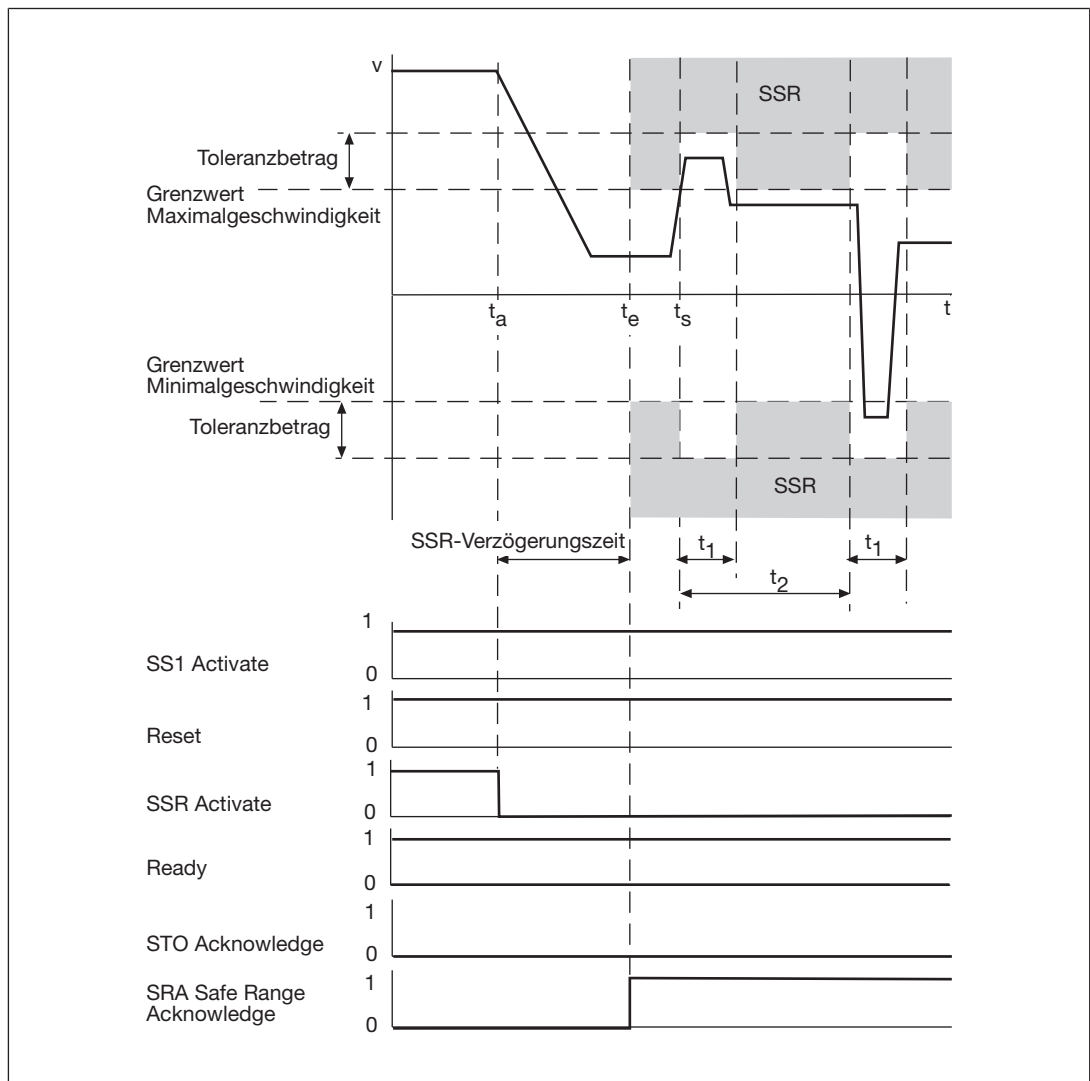 v
SSR
Toleranzbetrag
Grenzwert
Maximalgeschwindigkeit
ta
te
ts
t
Grenzwert
Minimalgeschwindigkeit
Toleranzbetrag
SSR
SSR-Verzögerungszeit
t1
t1
t2
1
SS1 Activate
0
1
Reset
0
1
SSR Activate
0
1
Ready
0
1
STO Acknowledge
0
1
SRA Safe Range
Acknowledge
0